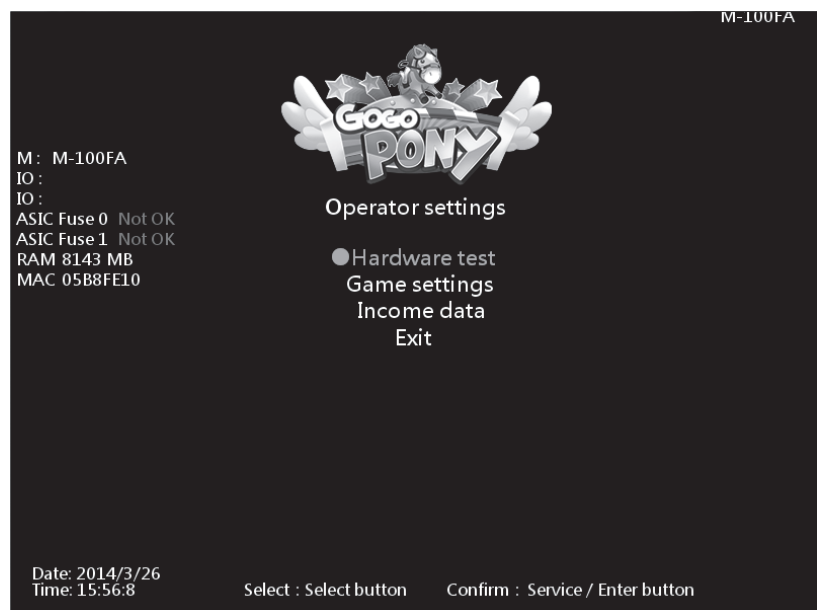 M-100FA
GOGO
PONY
M : M-100FA
IO :
IO :
ASIC Fuse 0 Not OK
ASIC Fuse 1 Not OK
RAM 8143 MB
MAC 05B8FE10
Operator settings
Hardware test
Game settings
Income data
Exit
Date: 2014/3/26
Time: 15:56:8
Select : Select button Confirm : Service / Enter button